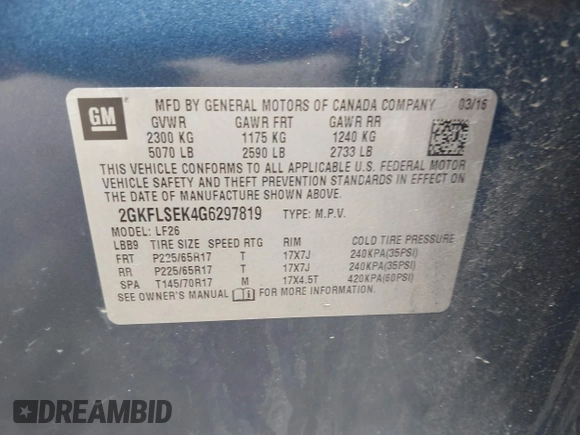 GM
MFD BY GENERAL MOTORS OF CANADA COMPANY 03/16
GVWR GAWR FRT GAWR RR
2300 KG 1175 KG 1240 KG
5070 LB 2590 LB 2733 LB
THIS VEHICLE CONFORMS TO ALL APPLICABLE U.S. FEDERAL MOTOR
VEHICLE SAFETY AND THEFT PREVENTION STANDARDS IN EFFECT ON
THE DATE OF MANUFACTURE SHOWN ABOVE.
2GKFLSEK4G6297819 TYPE: M.P.V.
MODEL: LF26
LBB9 TIRE SIZE SPEED RTG RIM COLD TIRE PRESSURE
FRT P225/65R17 T 17X7J 240KPA(35PSI)
RR P225/65R17 T 17X7J 240KPA(35PSI)
SPA T145/70R17 M 17X4.5T 420KPA(60PSI)
SEE OWNER'S MANUAL FOR MORE INFORMATION.
DREAMBID